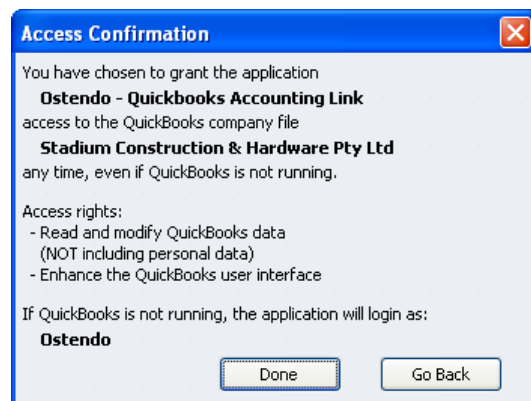 Access Confirmation
You have chosen to grant the application
Ostendo - Quickbooks Accounting Link
access to the QuickBooks company file
Stadium Construction & Hardware Pty Ltd
any time, even if QuickBooks is not running.
Access rights:
- Read and modify QuickBooks data
(NOT including personal data)
- Enhance the QuickBooks user interface
If QuickBooks is not running, the application will login as:
Ostendo
Done Go Back